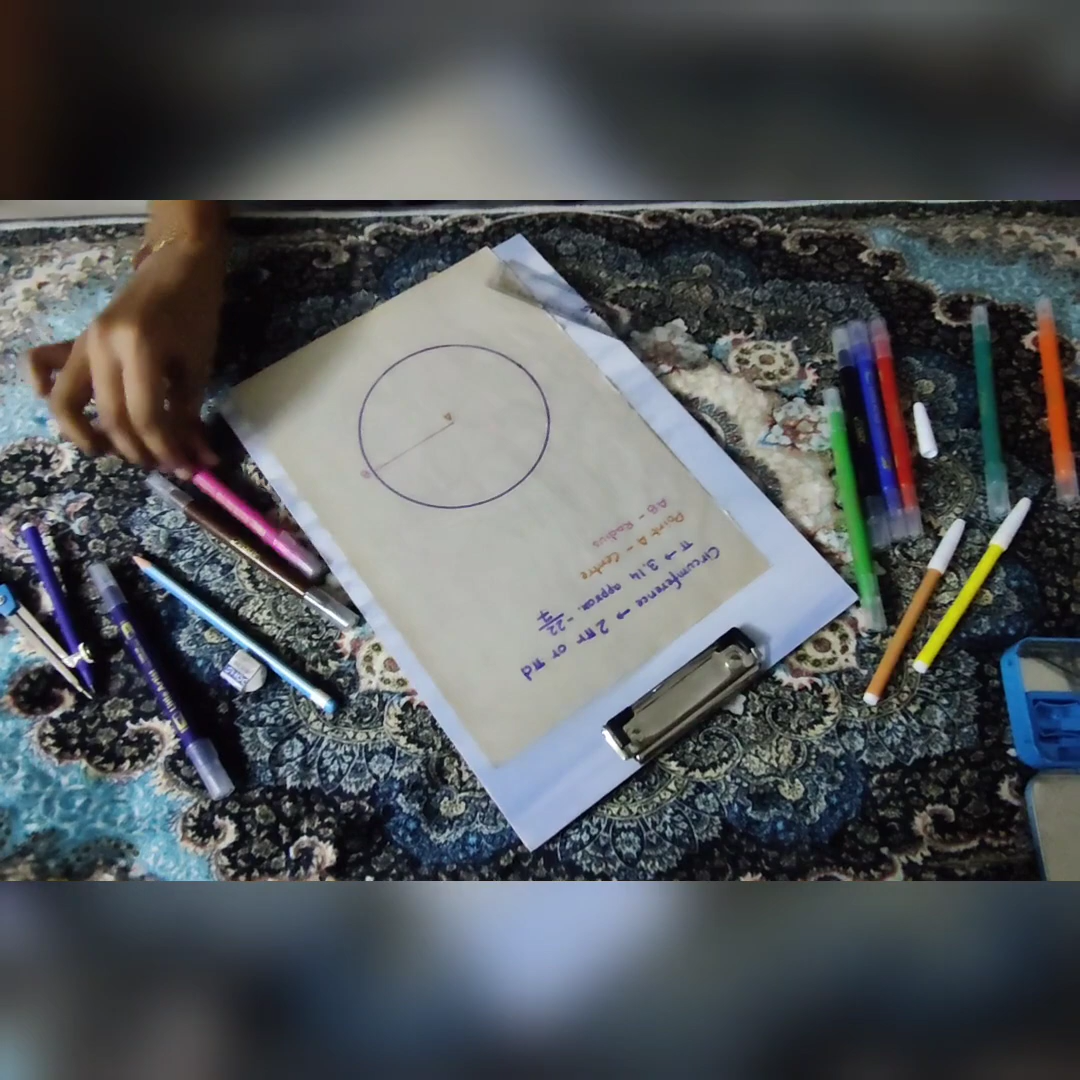 Circumference → 2πr or πd
π → 3.14 approx. -22/7
Point A - Centre
AB - Radius
B
A